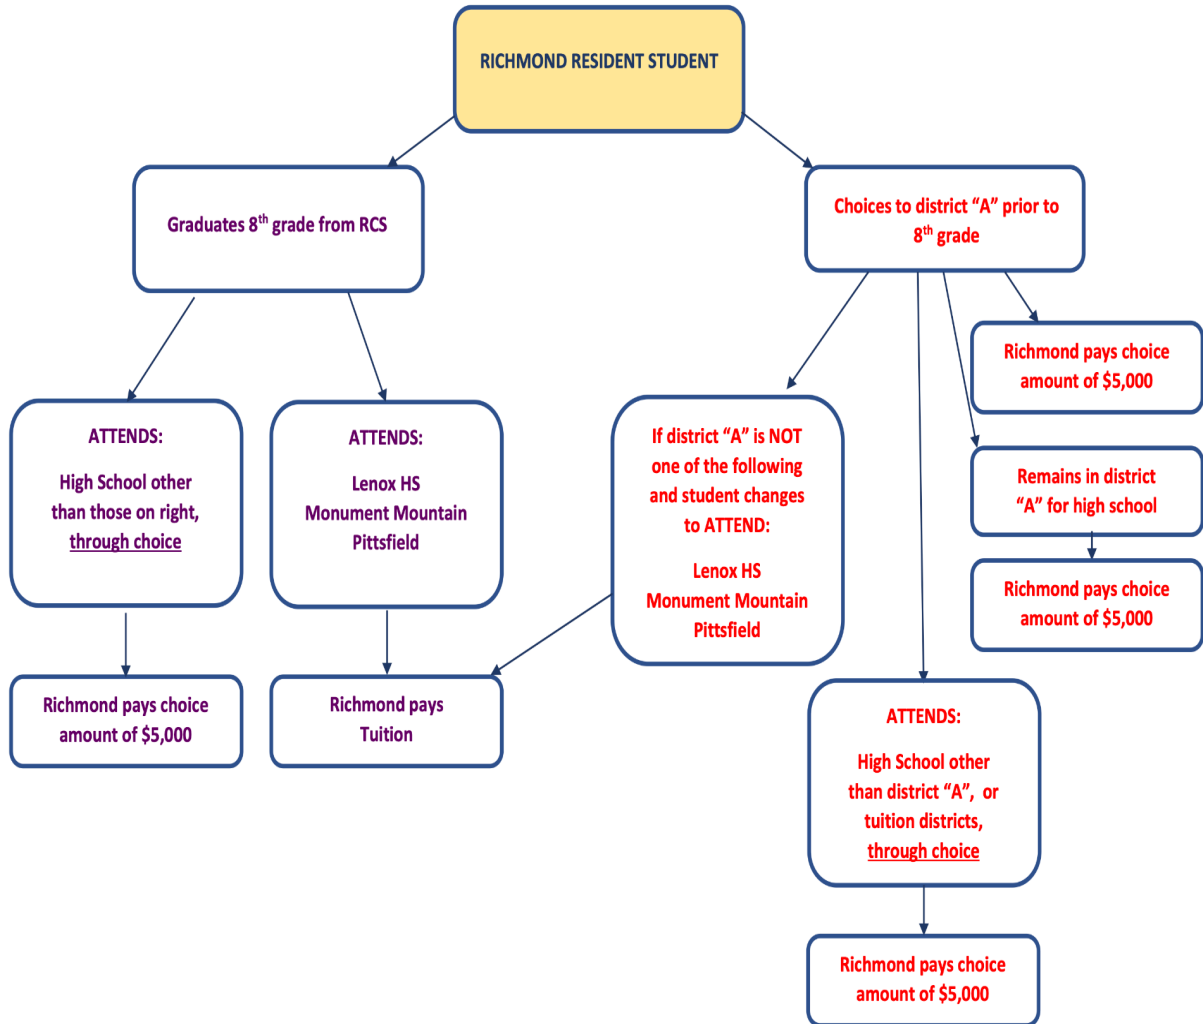 RICHMOND RESIDENT STUDENT
Graduates 8th grade from RCS
Choices to district “A” prior to
8th grade
Richmond pays choice
amount of $5,000
ATTENDS:
High School other
than those on right,
through choice
ATTENDS:
Lenox HS
Monument Mountain
Pittsfield
If district “A” is NOT
one of the following
and student changes
to ATTEND:
Lenox HS
Monument Mountain
Pittsfield
Remains in district
“A” for high school
Richmond pays choice
amount of $5,000
Richmond pays choice
amount of $5,000
Richmond pays
Tuition
ATTENDS:
High School other
than district “A”, or
tuition districts,
through choice
Richmond pays choice
amount of $5,000